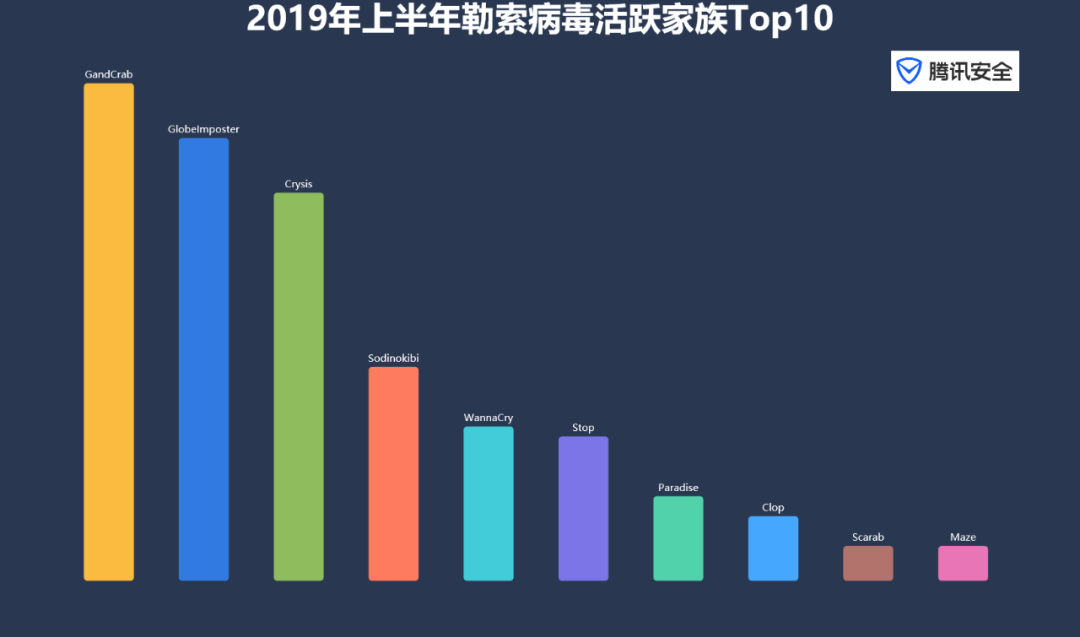 2019年上半年勒索病毒活跃家族Top10
腾讯安全
GandCrab
GlobeImposter
Crysis
Sodinokibi
WannaCry
Stop
Paradise
Clop
Scarab
Maze